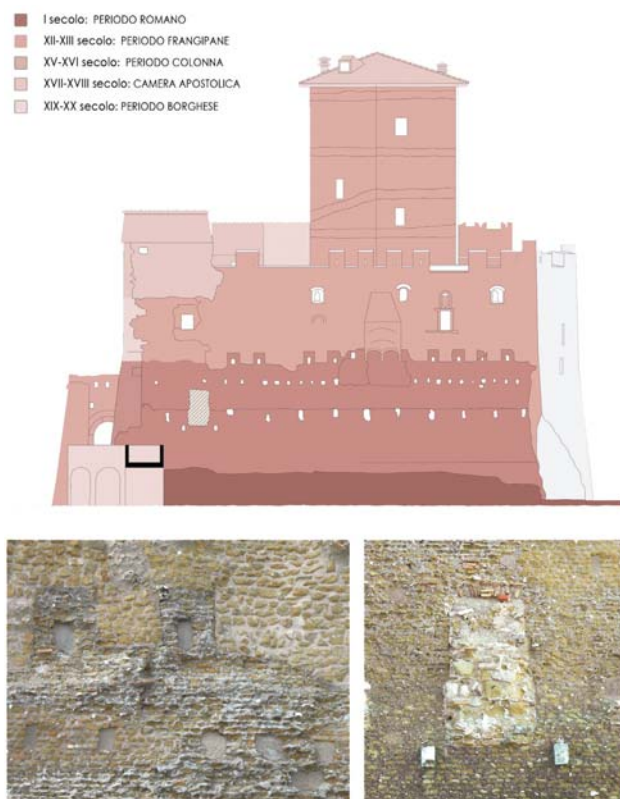 I secolo: PERIODO ROMANO
XII-XIII secolo: PERIODO FRANGIPANE
XV-XVI secolo: PERIODO COLONNA
XVII-XVIII secolo: CAMERA APOSTOLICA
XIX-XX secolo: PERIODO BORGHESE